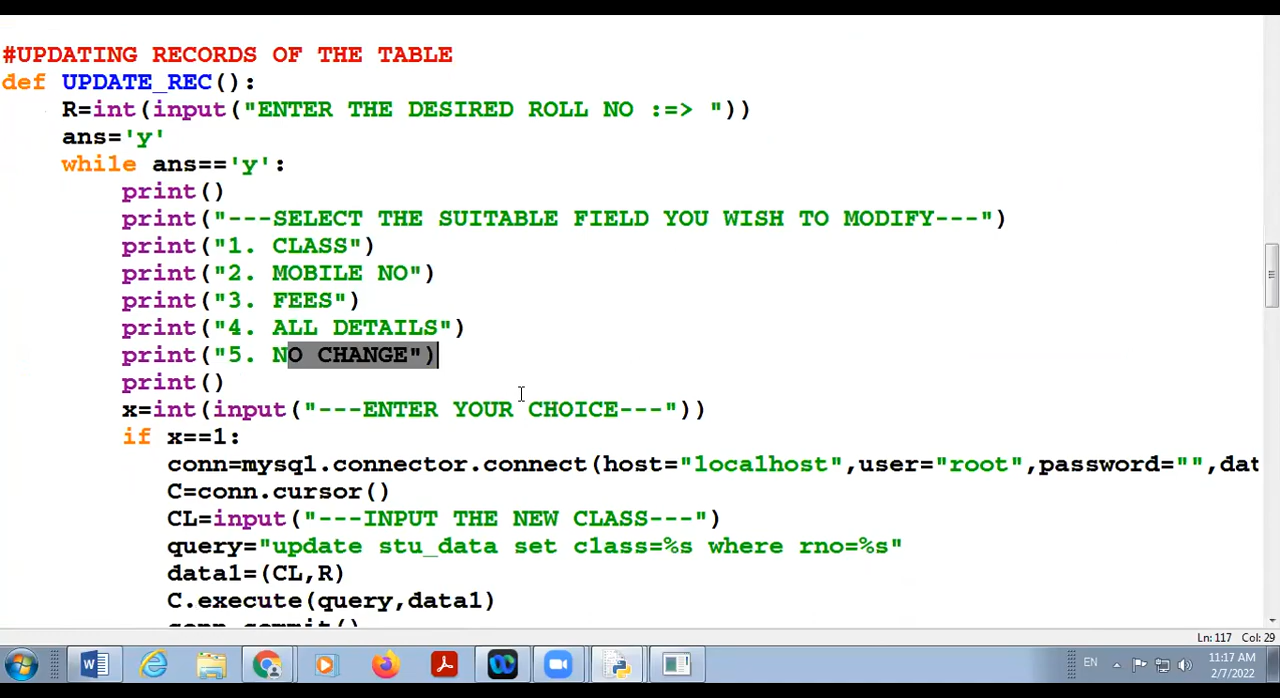 #UPDATING RECORDS OF THE TABLE
def UPDATE_REC():
    R=int(input("ENTER THE DESIRED ROLL NO :=> "))
    ans='y'
    while ans=='y':
        print()
        print("---SELECT THE SUITABLE FIELD YOU WISH TO MODIFY---")
        print("1. CLASS")
        print("2. MOBILE NO")
        print("3. FEES")
        print("4. ALL DETAILS")
        print("5. NO CHANGE")
        print()
        x=int(input("---ENTER YOUR CHOICE---"))
        if x==1:
           conn=mysql.connector.connect(host="localhost",user="root",password="",dat
           C=conn.cursor()
           CL=input("---INPUT THE NEW CLASS---")
           query="update stu_data set class=%s where rno=%s"
           data1=(CL,R)
           C.execute(query,data1)
           conn.commit()
Ln: 117 Col: 29
EN
11:17 AM
2/7/2022